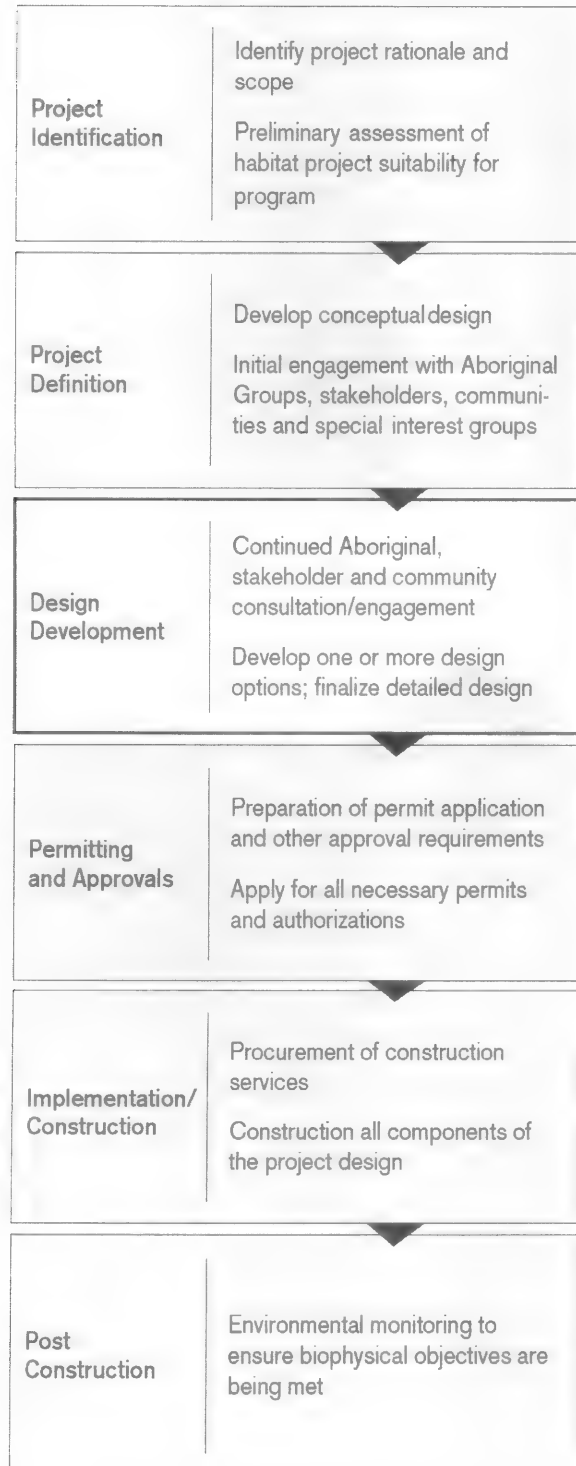 Project
Identification
Identify project rationale and
scope
Preliminary assessment of
habitat project suitability for
program
Project
Definition
Develop conceptual design
Initial engagement with Aboriginal
Groups, stakeholders, communi-
ties and special interest groups
Design
Development
Continued Aboriginal,
stakeholder and community
consultation/engagement
Develop one or more design
options; finalize detailed design
Permitting
and Approvals
Preparation of permit application
and other approval requirements
Apply for all necessary permits
and authorizations
Implementation/
Construction
Procurement of construction
services
Construction all components of
the project design
Post
Construction
Environmental monitoring to
ensure biophysical objectives are
being met